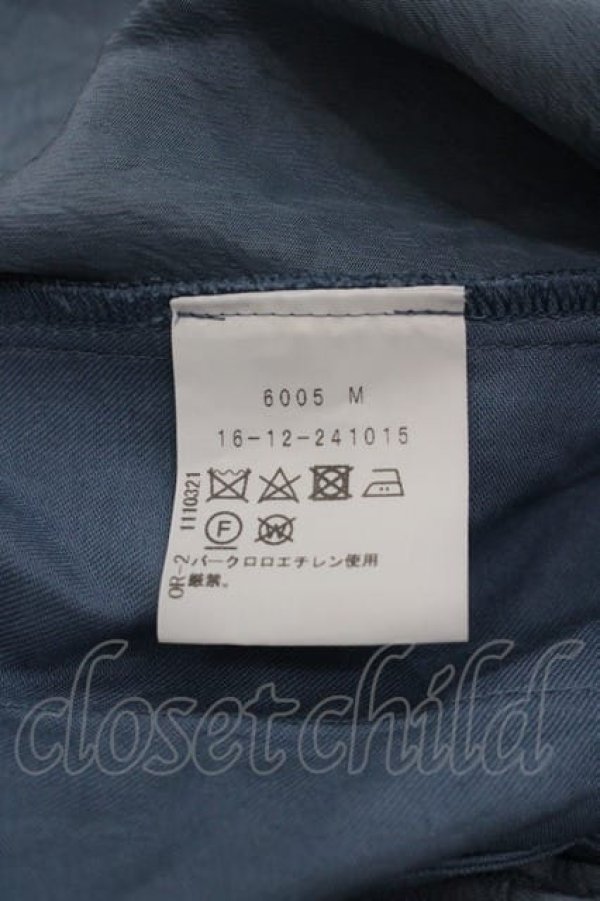 6005 M
16-12-241015
OR-2 1110321
F W
パークロロエチレン使用
厳禁。
closetchild